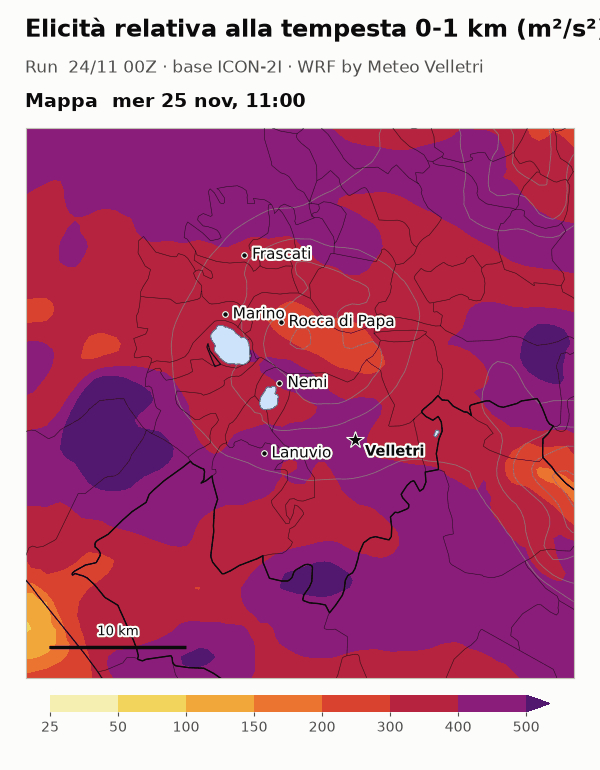 Elicità relativa alla tempesta 0-1 km (m²/s²)
Run  24/11 00Z · base ICON-2I · WRF by Meteo Velletri
Mappa  mer 25 nov, 11:00
Frascati
Marino
Rocca di Papa
Nemi
Velletri
Lanuvio
10 km
25 50 100 150 200 300 400 500